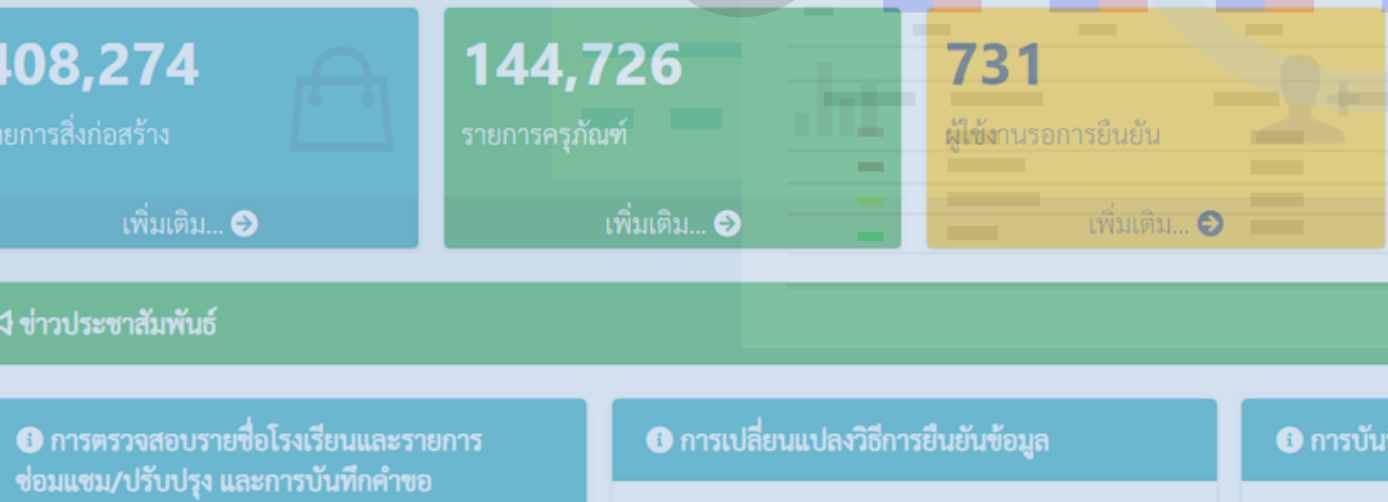 408,274
144,726
731
รายการสิ่งก่อสร้าง
รายการครุภัณฑ์
ผู้ใช้งานรอการยืนยัน
เพิ่มเติม...
เพิ่มเติม...
เพิ่มเติม...
ข่าวประชาสัมพันธ์
การตรวจสอบรายชื่อโรงเรียนและรายการ
ซ่อมแซม/ปรับปรุง และการบันทึกคำขอ
การเปลี่ยนแปลงวิธีการยืนยันข้อมูล